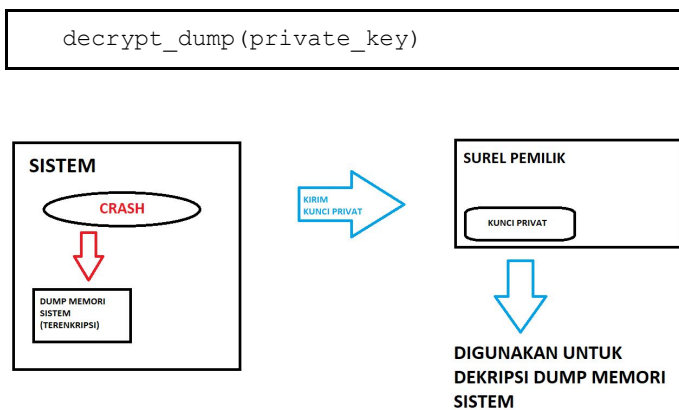 decrypt_dump(private_key)
SISTEM
CRASH
DUMP MEMORI
SISTEM
(TERENKRIPSI)
KIRIM
KUNCI PRIVAT
SUREL PEMILIK
KUNCI PRIVAT
DIGUNAKAN UNTUK
DEKRIPSI DUMP MEMORI
SISTEM